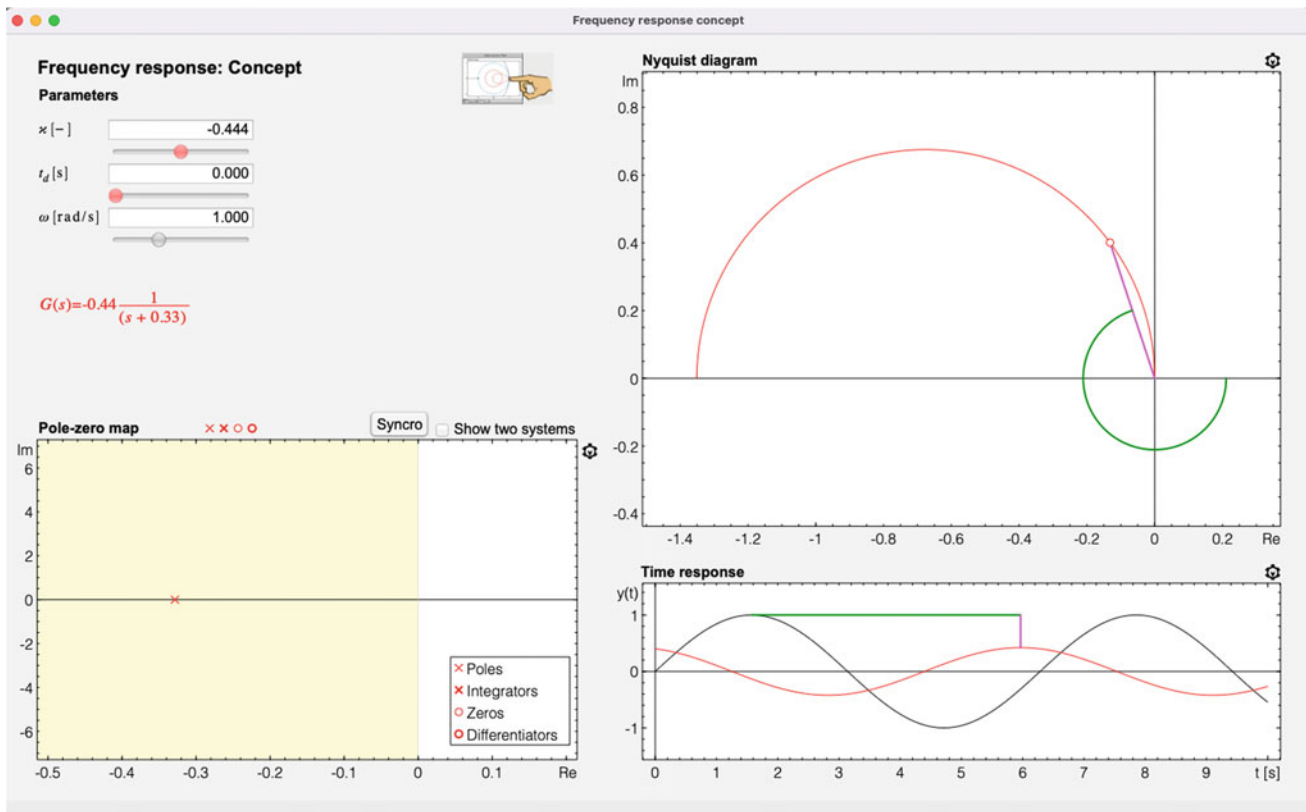 Frequency response concept
Frequency response: Concept
Parameters
ϰ [−] -0.444
t_d [s] 0.000
ω [rad/s] 1.000
G(s)=-0.44 1/(s + 0.33)
Nyquist diagram
Im
0.8
0.6
0.4
0.2
0
-0.2
-0.4
-1.4 -1.2 -1 -0.8 -0.6 -0.4 -0.2 0 0.2 Re
Pole-zero map
Syncro Show two systems
Im
6
4
2
0
-2
-4
-6
Poles
Integrators
Zeros
Differentiators
-0.5 -0.4 -0.3 -0.2 -0.1 0 0.1 Re
Time response
y(t)
1
0
-1
0 1 2 3 4 5 6 7 8 9 t [s]